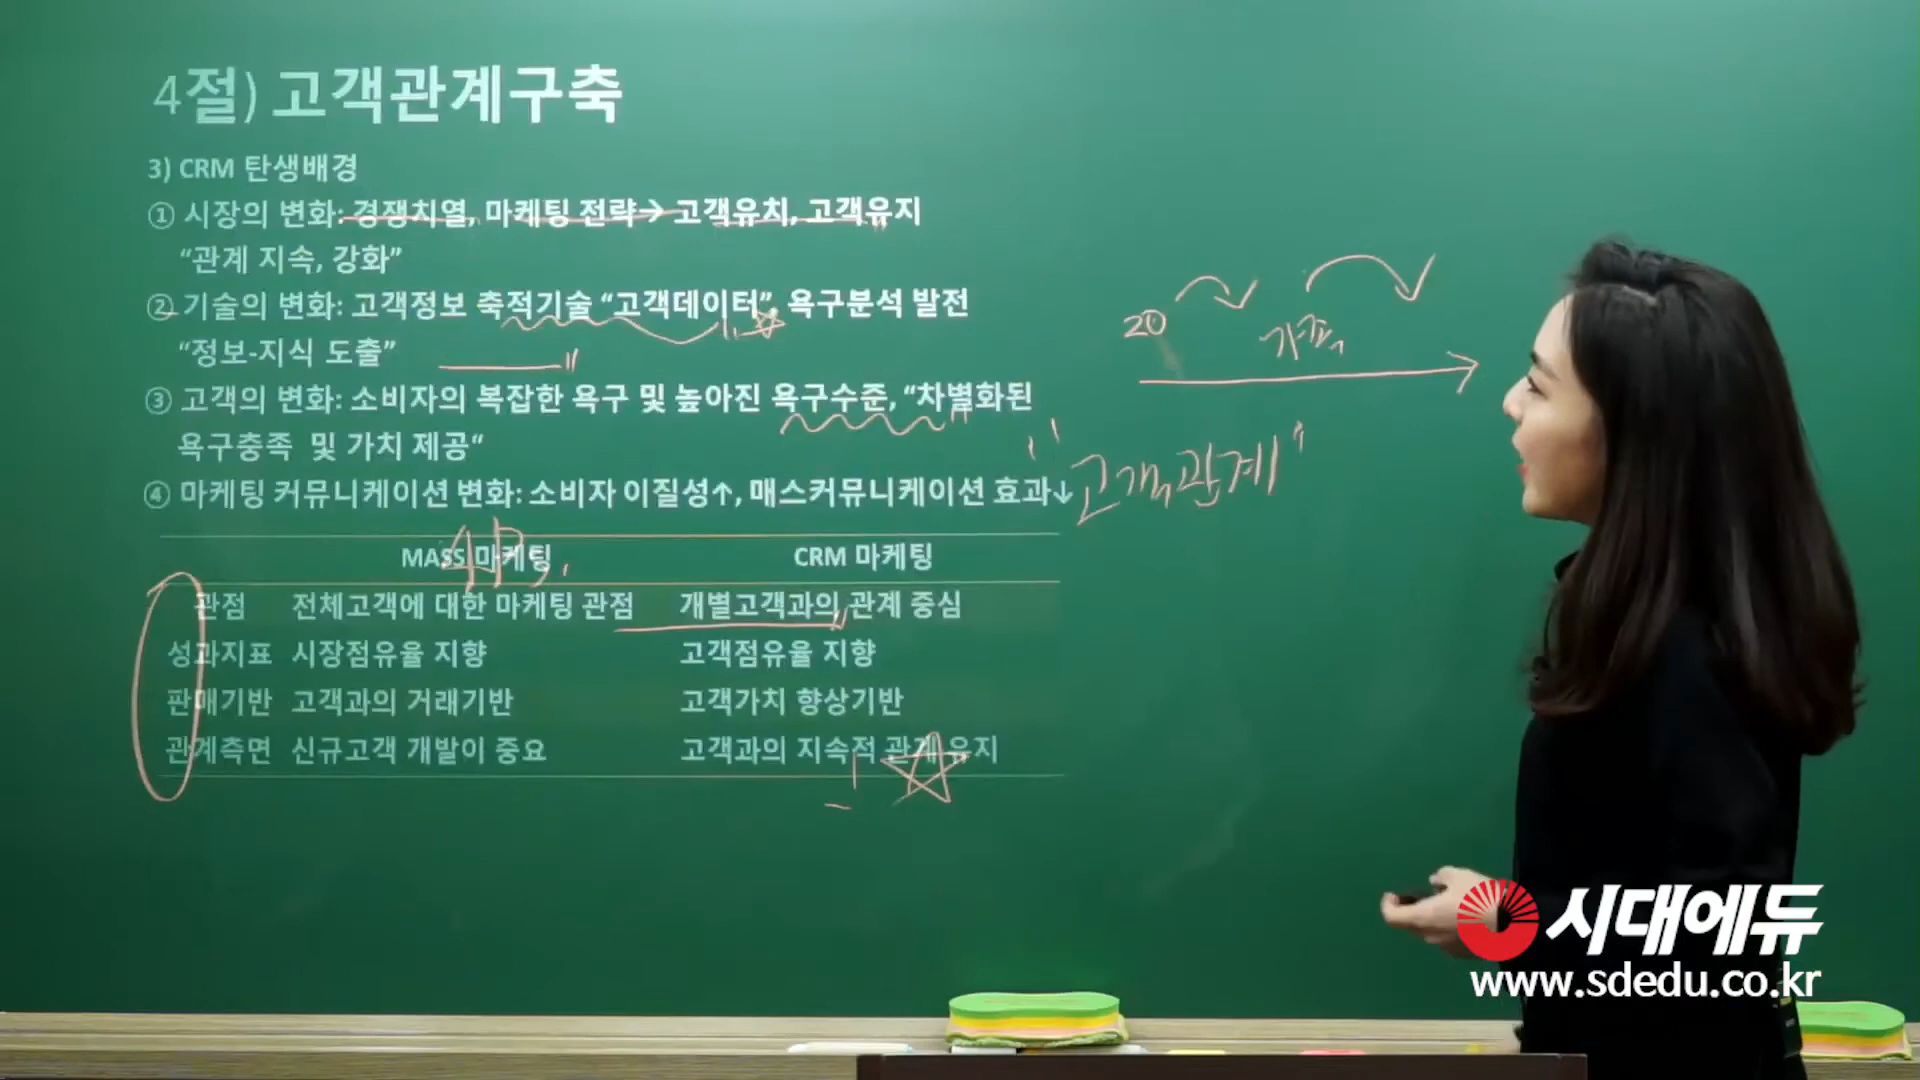 4절) 고객관계구축
3) CRM 탄생배경
① 시장의 변화: 경쟁치열, 마케팅 전략→ 고객유치, 고객유지
“관계 지속, 강화”
② 기술의 변화: 고객정보 축적기술 “고객데이터”, 욕구분석 발전
“정보-지식 도출”
③ 고객의 변화: 소비자의 복잡한 욕구 및 높아진 욕구수준, “차별화된
욕구충족 및 가치 제공“
④ 마케팅 커뮤니케이션 변화: 소비자 이질성↑, 매스커뮤니케이션 효과↓
MASS 마케팅 CRM 마케팅
4P
관점 전체고객에 대한 마케팅 관점 개별고객과의 관계 중심
성과지표 시장점유율 지향 고객점유율 지향
판매기반 고객과의 거래기반 고객가치 향상기반
관계측면 신규고객 개발이 중요 고객과의 지속적 관계 유지
20
"고객관계"
시대에듀
www.sdedu.co.kr